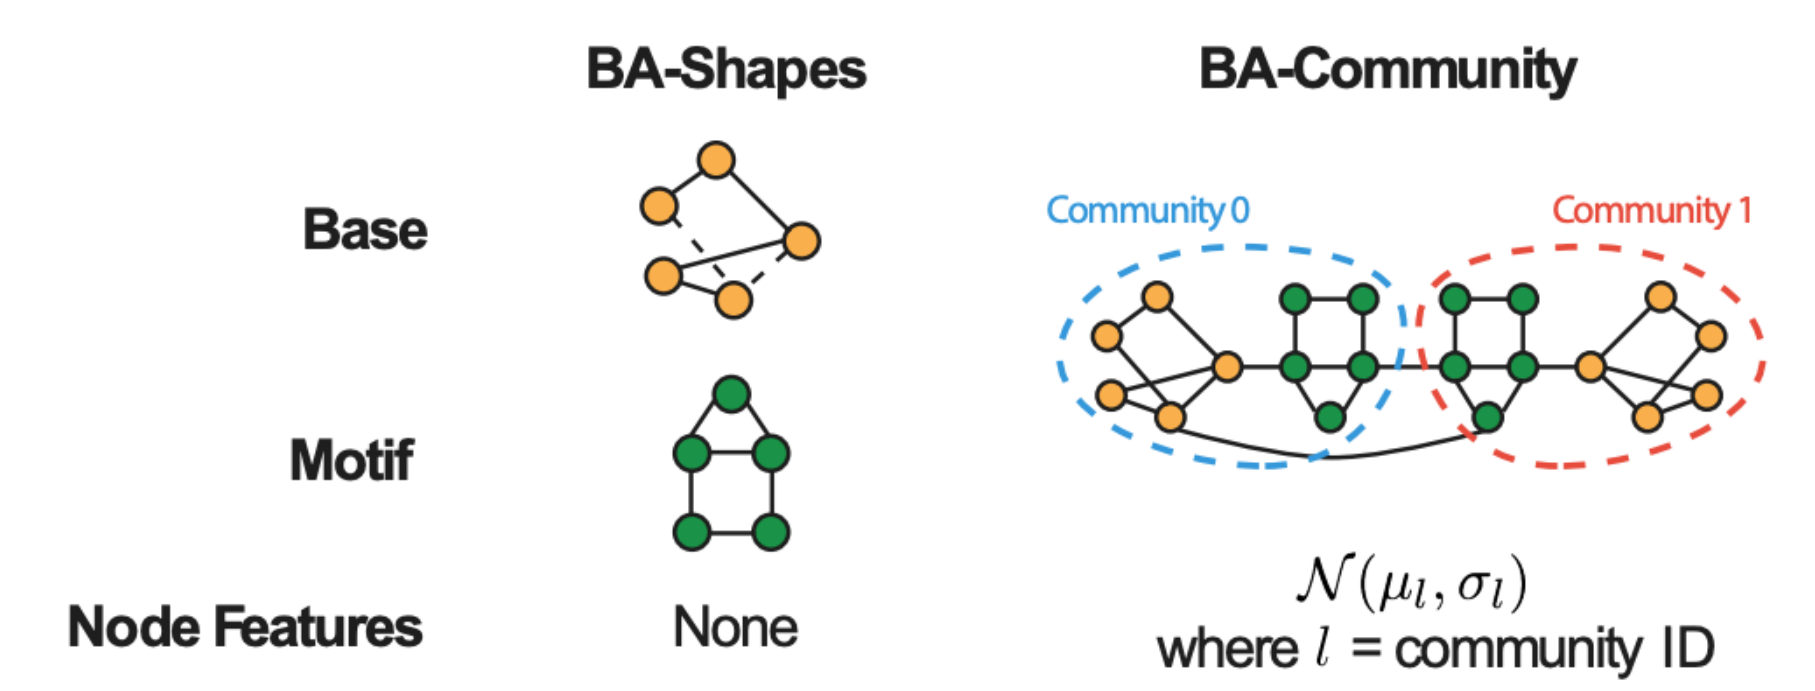 BA-Shapes
BA-Community
Base
Community 0
Community 1
Motif
Node Features
None
𝒩(μ_l, σ_l)
where l = community ID